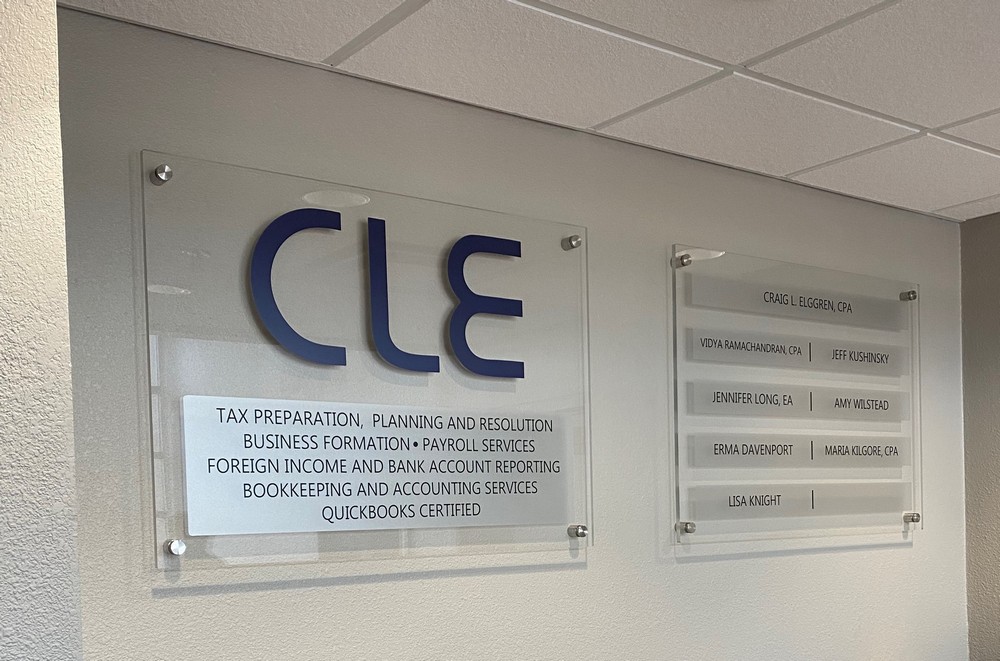 CLE
TAX PREPARATION, PLANNING AND RESOLUTION
BUSINESS FORMATION • PAYROLL SERVICES
FOREIGN INCOME AND BANK ACCOUNT REPORTING
BOOKKEEPING AND ACCOUNTING SERVICES
QUICKBOOKS CERTIFIED
CRAIG L. ELGGREN, CPA
VIDYA RAMACHANDRAN, CPA | JEFF KUSHINSKY
JENNIFER LONG, EA | AMY WILSTEAD
ERMA DAVENPORT | MARIA KILGORE, CPA
LISA KNIGHT |